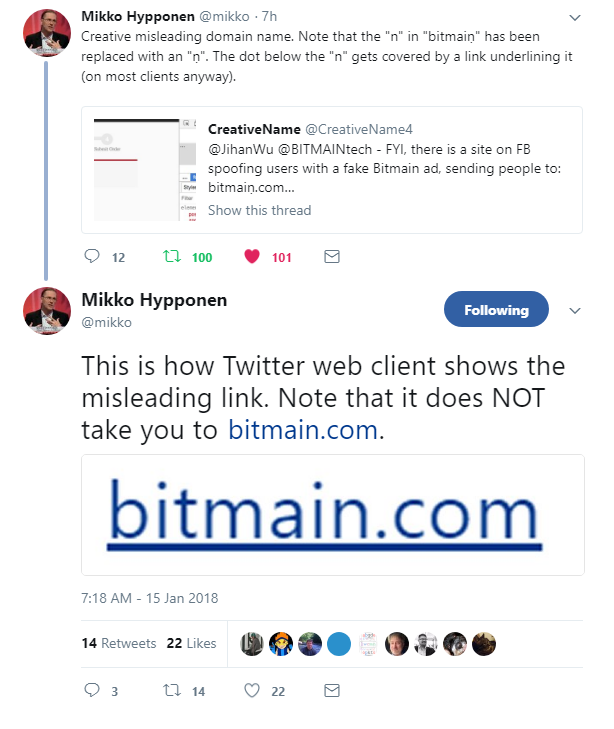 Mikko Hypponen @mikko · 7h
Creative misleading domain name. Note that the "n" in "bitmaiṇ" has been
replaced with an "ṇ". The dot below the "n" gets covered by a link underlining it
(on most clients anyway).
CreativeName @CreativeName4
@JihanWu @BITMAINtech - FYI, there is a site on FB
spoofing users with a fake Bitmain ad, sending people to:
bitmaiṇ.com...
Show this thread
12 100 101
Mikko Hypponen
@mikko
Following
This is how Twitter web client shows the
misleading link. Note that it does NOT
take you to bitmain.com.
bitmain.com
7:18 AM - 15 Jan 2018
14 Retweets 22 Likes
3 14 22